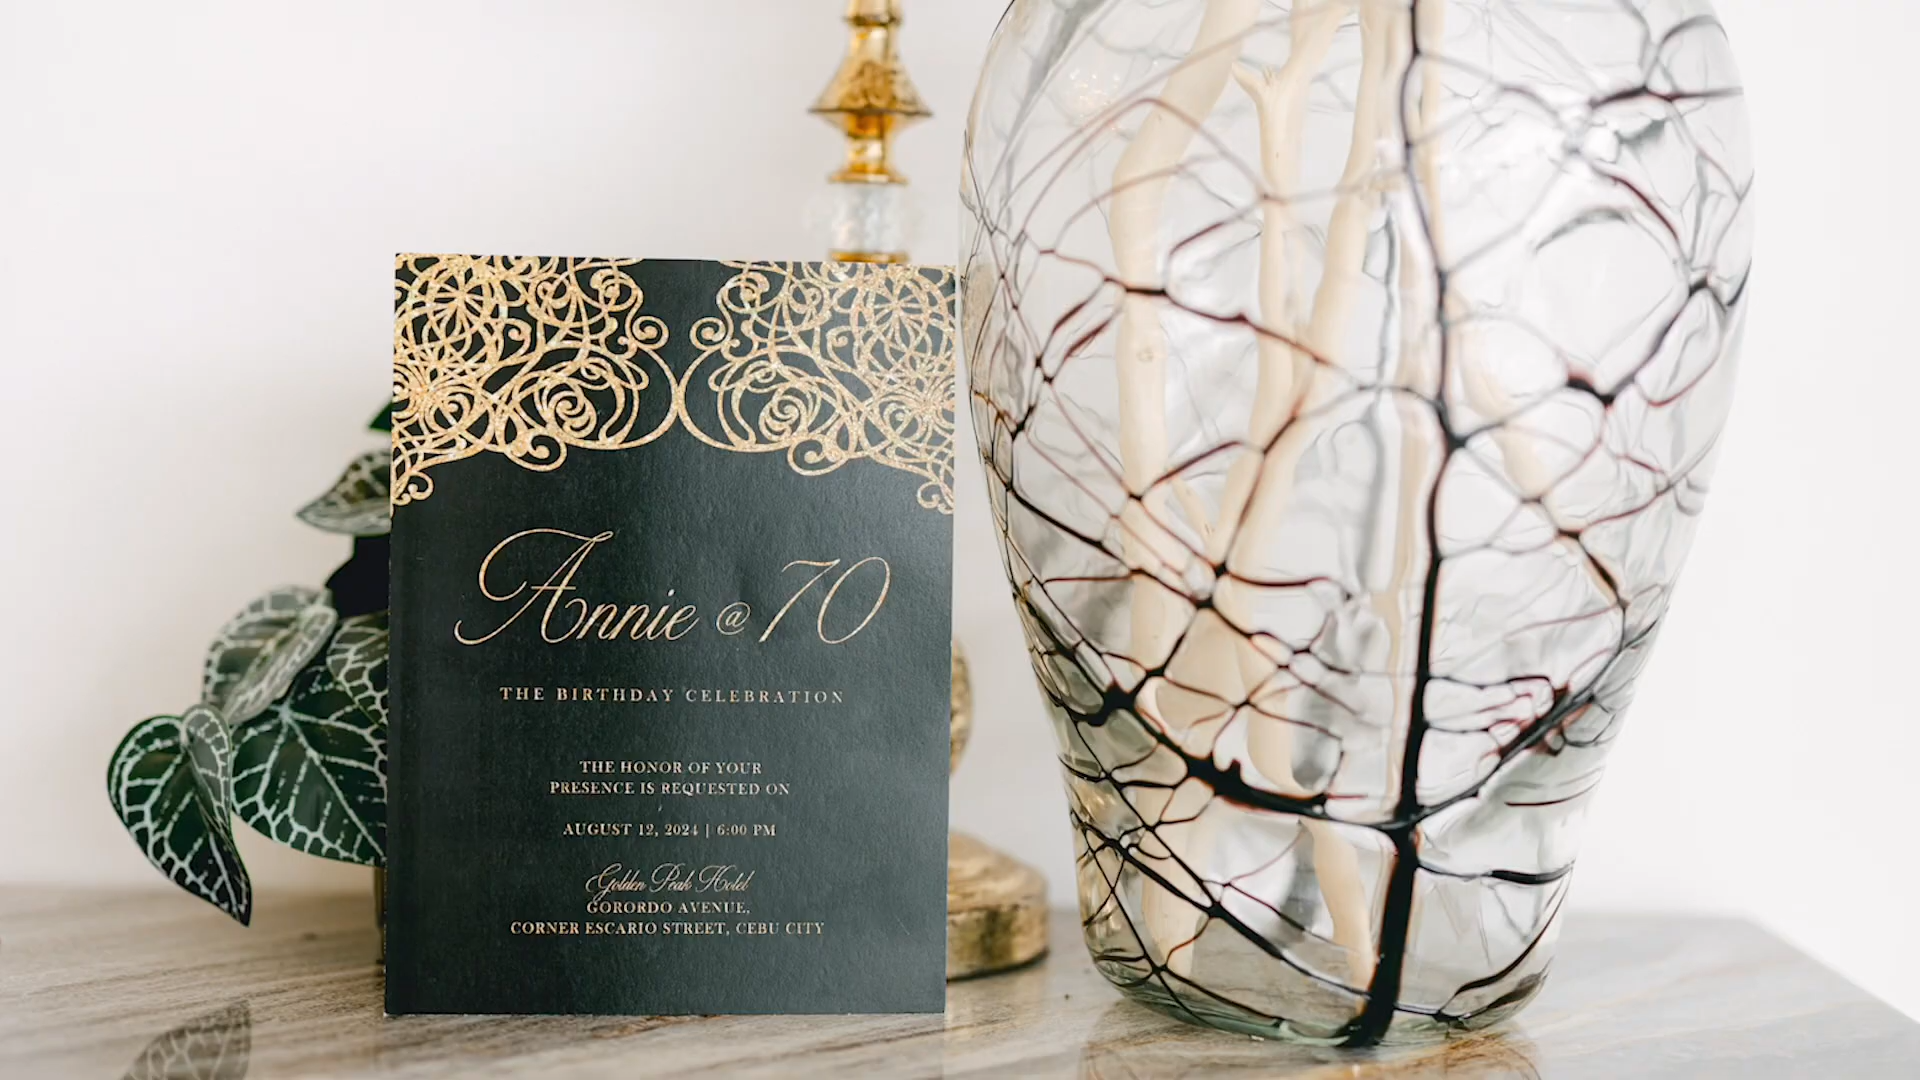 Annie @ 70
THE BIRTHDAY CELEBRATION
THE HONOR OF YOUR
PRESENCE IS REQUESTED ON
AUGUST 12, 2024 | 6:00 PM
Golden Peak Hotel
GORORDO AVENUE,
CORNER ESCARIO STREET, CEBU CITY